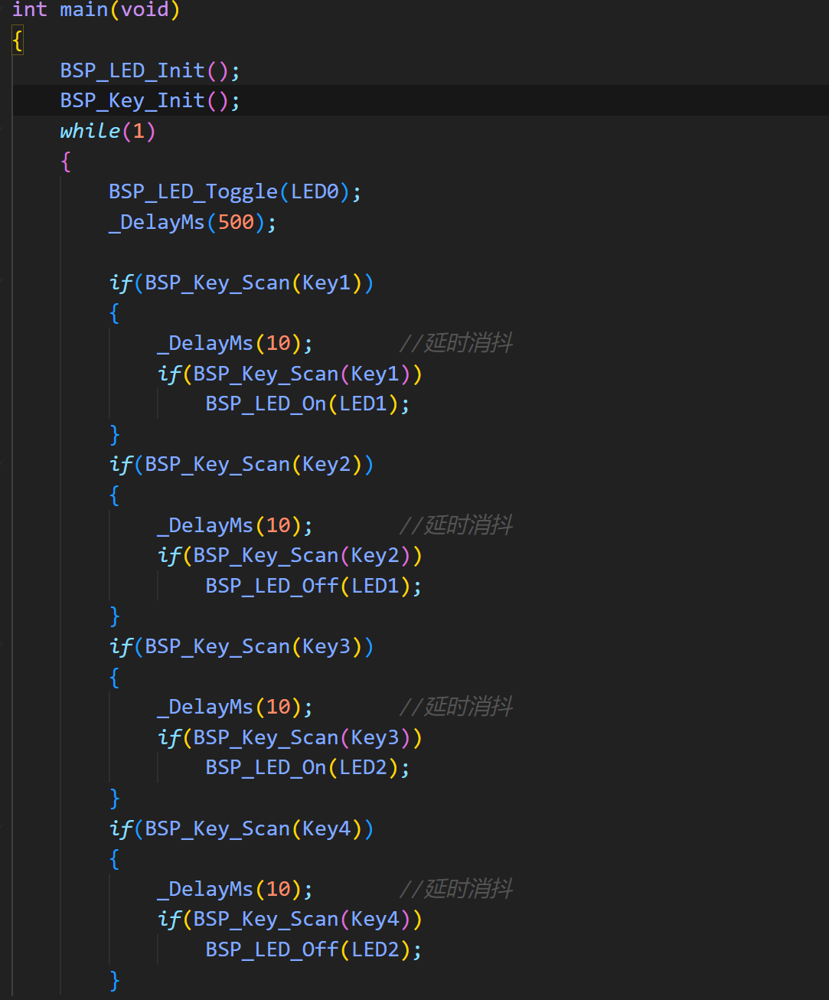 int main(void)
{
    BSP_LED_Init();
    BSP_Key_Init();
    while(1)
    {
        BSP_LED_Toggle(LED0);
        _DelayMs(500);

        if(BSP_Key_Scan(Key1))
        {
            _DelayMs(10);       //延时消抖
            if(BSP_Key_Scan(Key1))
                BSP_LED_On(LED1);
        }
        if(BSP_Key_Scan(Key2))
        {
            _DelayMs(10);       //延时消抖
            if(BSP_Key_Scan(Key2))
                BSP_LED_Off(LED1);
        }
        if(BSP_Key_Scan(Key3))
        {
            _DelayMs(10);       //延时消抖
            if(BSP_Key_Scan(Key3))
                BSP_LED_On(LED2);
        }
        if(BSP_Key_Scan(Key4))
        {
            _DelayMs(10);       //延时消抖
            if(BSP_Key_Scan(Key4))
                BSP_LED_Off(LED2);
        }